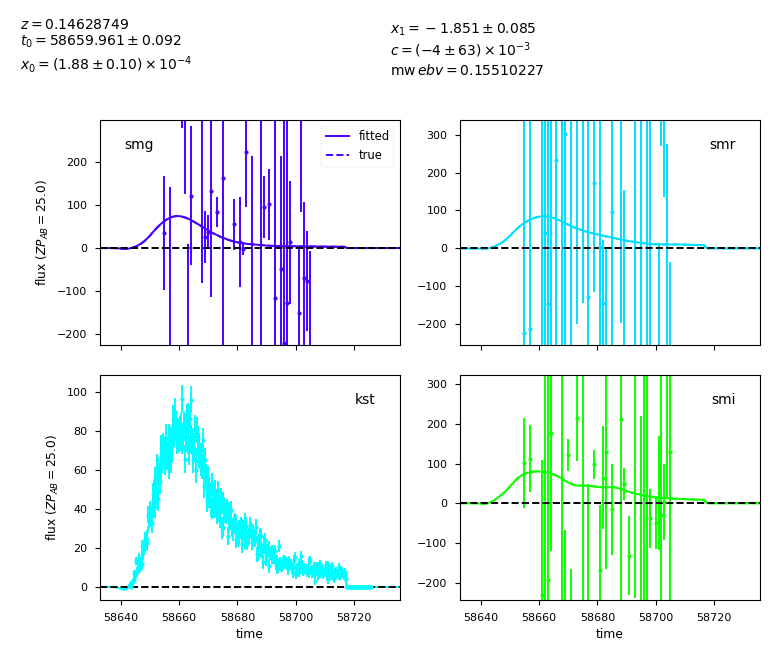 z = 0.14628749
t₀ = 58659.961 ± 0.092
x₀ = (1.88 ± 0.10) × 10⁻⁴
x₁ = −1.851 ± 0.085
c = (−4 ± 63) × 10⁻³
mw ebv = 0.15510227
smg
fitted
true
200
100
0
−100
−200
flux (ZP_AB = 25.0)
smr
300
200
100
0
−100
−200
kst
100
80
60
40
20
0
flux (ZP_AB = 25.0)
58640 58660 58680 58700 58720
time
smi
300
200
100
0
−100
−200
58640 58660 58680 58700 58720
time